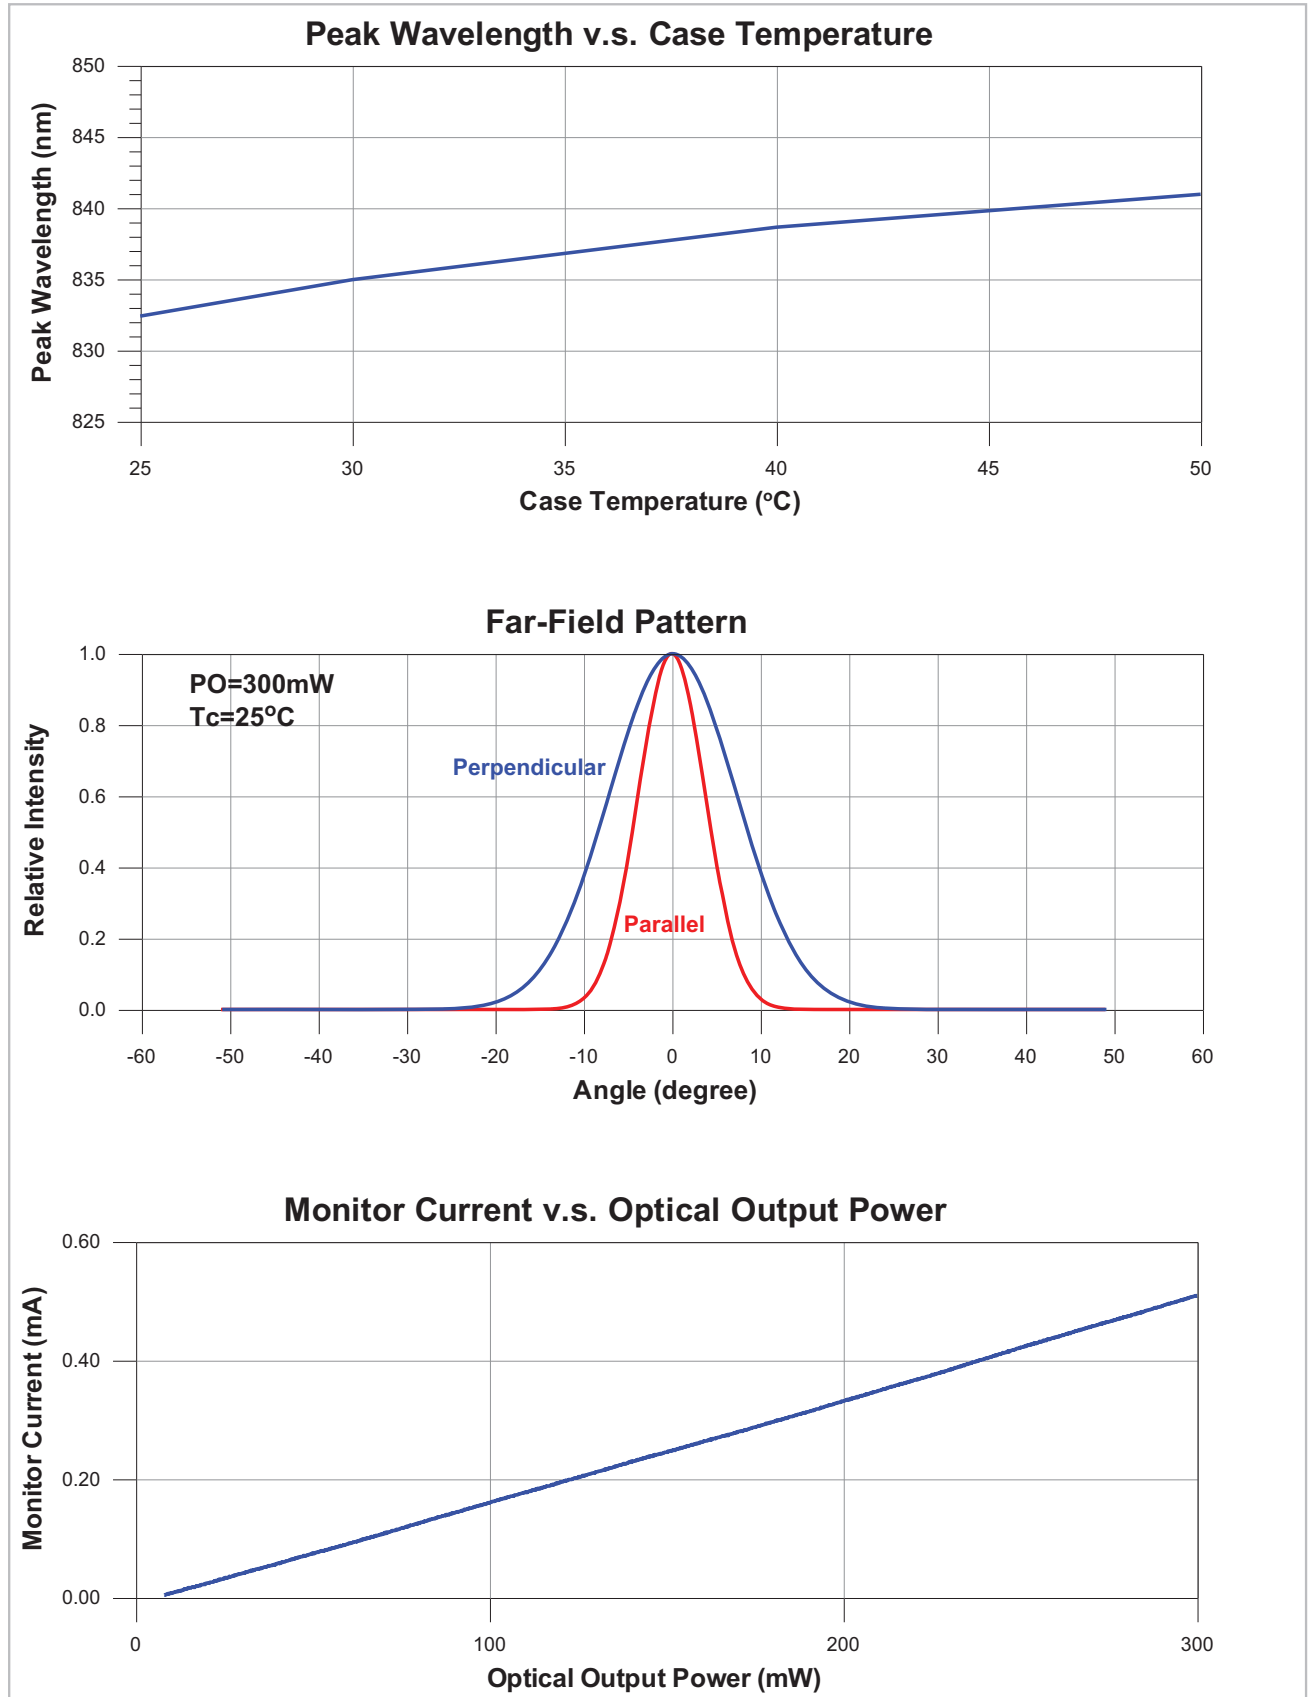 Peak Wavelength v.s. Case Temperature
850
845
840
835
830
825
Peak Wavelength (nm)
25 30 35 40 45 50
Case Temperature (°C)
Far-Field Pattern
1.0
0.8
0.6
0.4
0.2
0.0
Relative Intensity
PO=300mW
Tc=25°C
Perpendicular
Parallel
-60 -50 -40 -30 -20 -10 0 10 20 30 40 50 60
Angle (degree)
Monitor Current v.s. Optical Output Power
0.60
0.40
0.20
0.00
Monitor Current (mA)
0 100 200 300
Optical Output Power (mW)